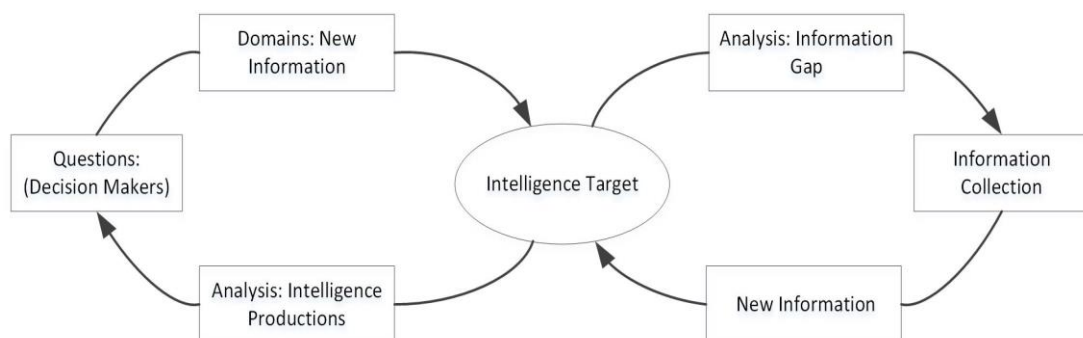 Domains: New
Information
Analysis: Information
Gap
Questions:
(Decision Makers)
Intelligence Target
Information
Collection
Analysis: Intelligence
Productions
New Information